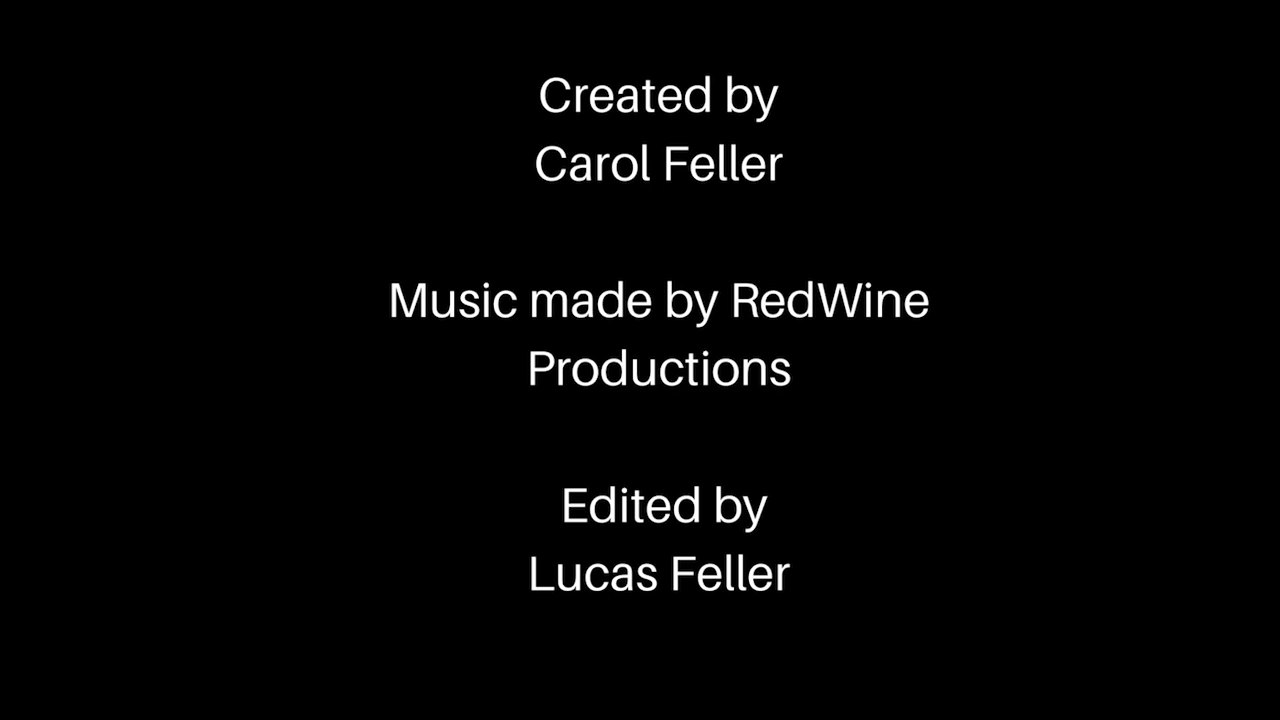 Created by
Carol Feller
Music made by RedWine
Productions
Edited by
Lucas Feller